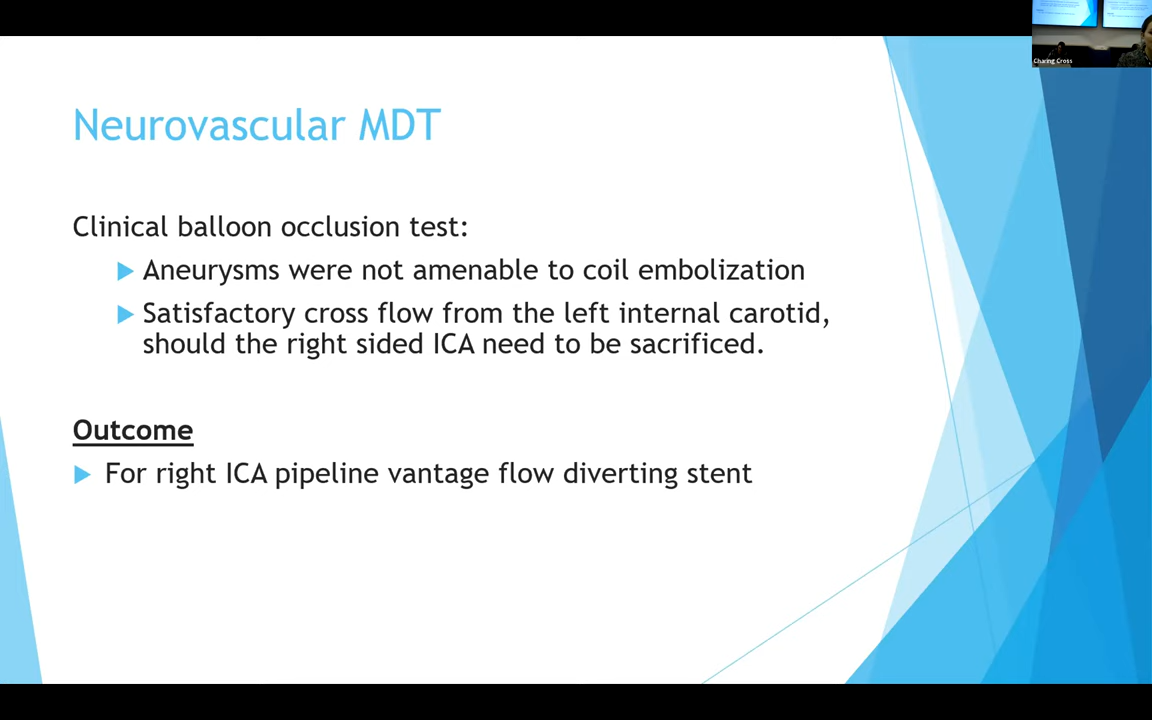 Charing Cross
Neurovascular MDT
Clinical balloon occlusion test:
Aneurysms were not amenable to coil embolization
Satisfactory cross flow from the left internal carotid,
should the right sided ICA need to be sacrificed.
Outcome
For right ICA pipeline vantage flow diverting stent